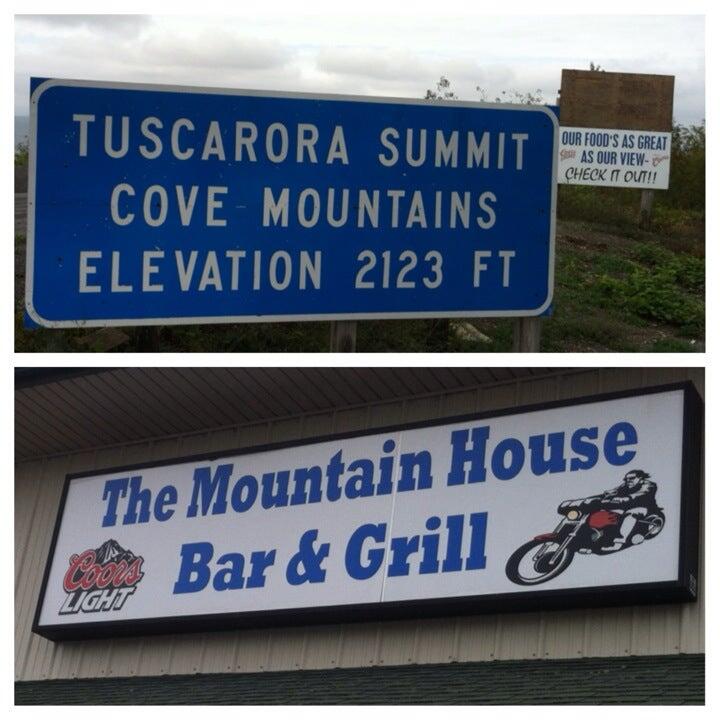 TUSCARORA SUMMIT
COVE MOUNTAINS
ELEVATION 2123 FT
OUR FOOD'S AS GREAT
AS OUR VIEW-
CHECK IT OUT!!
The Mountain House
Bar & Grill
Coors
LIGHT